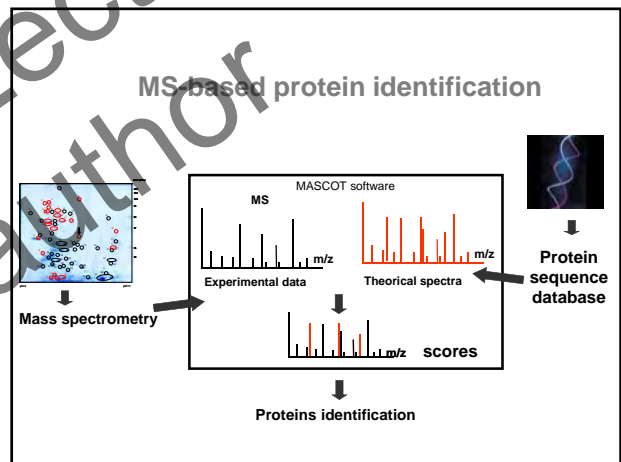 MS-based protein identification
MASCOT software
MS
m/z
Experimental data
m/z
Theorical spectra
Protein
sequence
database
Mass spectrometry
m/z
scores
Proteins identification
author